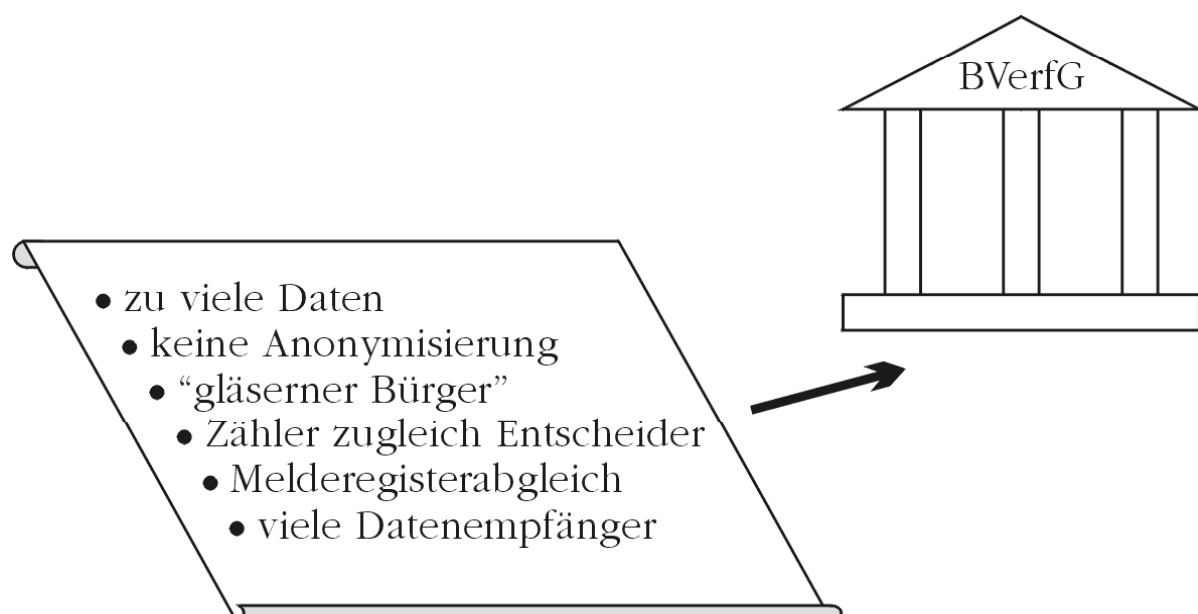 BVerfG
• zu viele Daten
• keine Anonymisierung
• “gläserner Bürger”
• Zähler zugleich Entscheider
• Melderegisterabgleich
• viele Datenempfänger